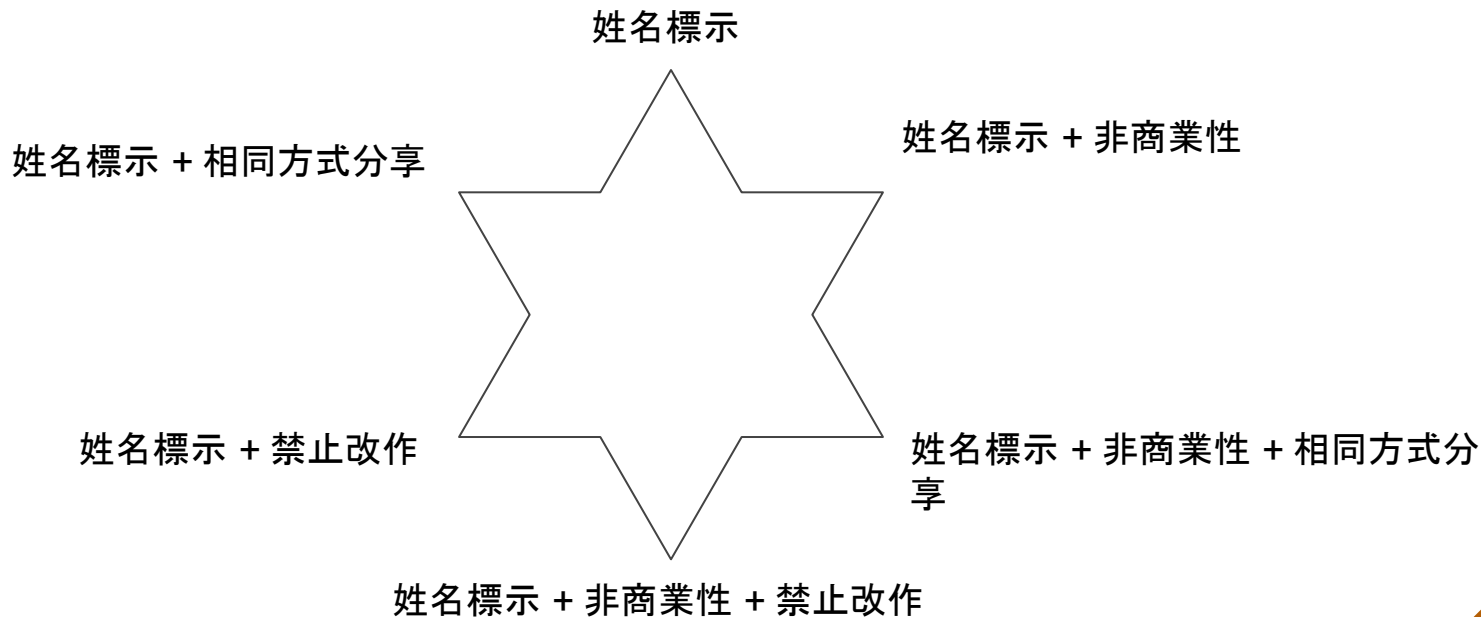 姓名標示
姓名標示 + 非商業性
姓名標示 + 相同方式分享
姓名標示 + 禁止改作
姓名標示 + 非商業性 + 相同方式分
享
姓名標示 + 非商業性 + 禁止改作